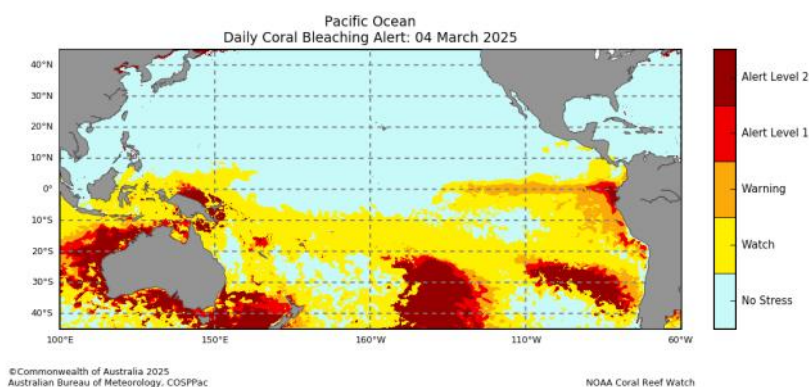 Pacific Ocean
Daily Coral Bleaching Alert: 04 March 2025
40°N
30°N
20°N
10°N
0°
10°S
20°S
30°S
40°S
100°E
150°E
160°W
110°W
60°W
Alert Level 2
Alert Level 1
Warning
Watch
No Stress
©Commonwealth of Australia 2025
Australian Bureau of Meteorology, COSPPac
NOAA Coral Reef Watch